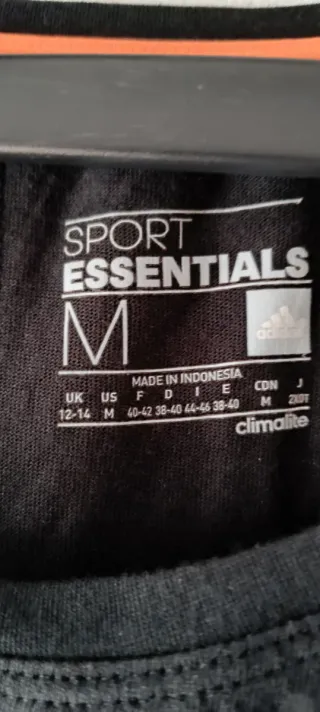 SPORT
ESSENTIALS
M
adidas
MADE IN INDONESIA
UK US F D I E CDN J
12-14 M 40-42 38-40 44-46 38-40 M 2XOT
climalite